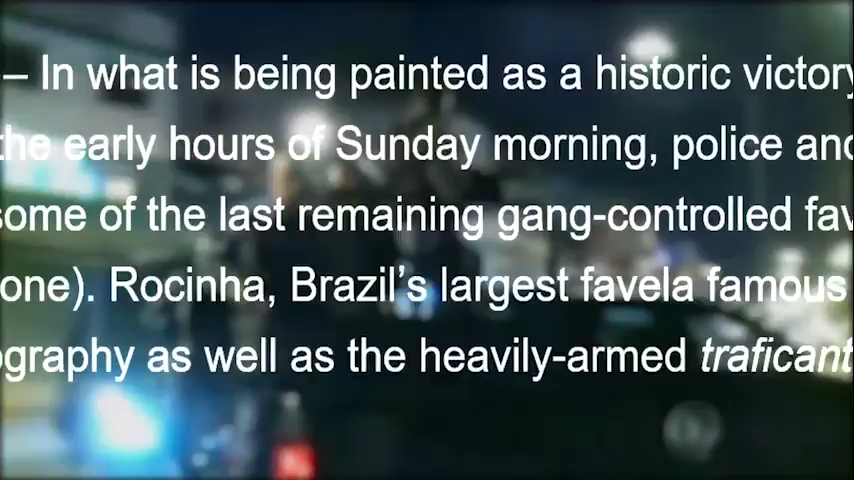 – In what is being painted as a historic victory
the early hours of Sunday morning, police and
some of the last remaining gang-controlled fav
one). Rocinha, Brazil’s largest favela famous
ography as well as the heavily-armed traficant